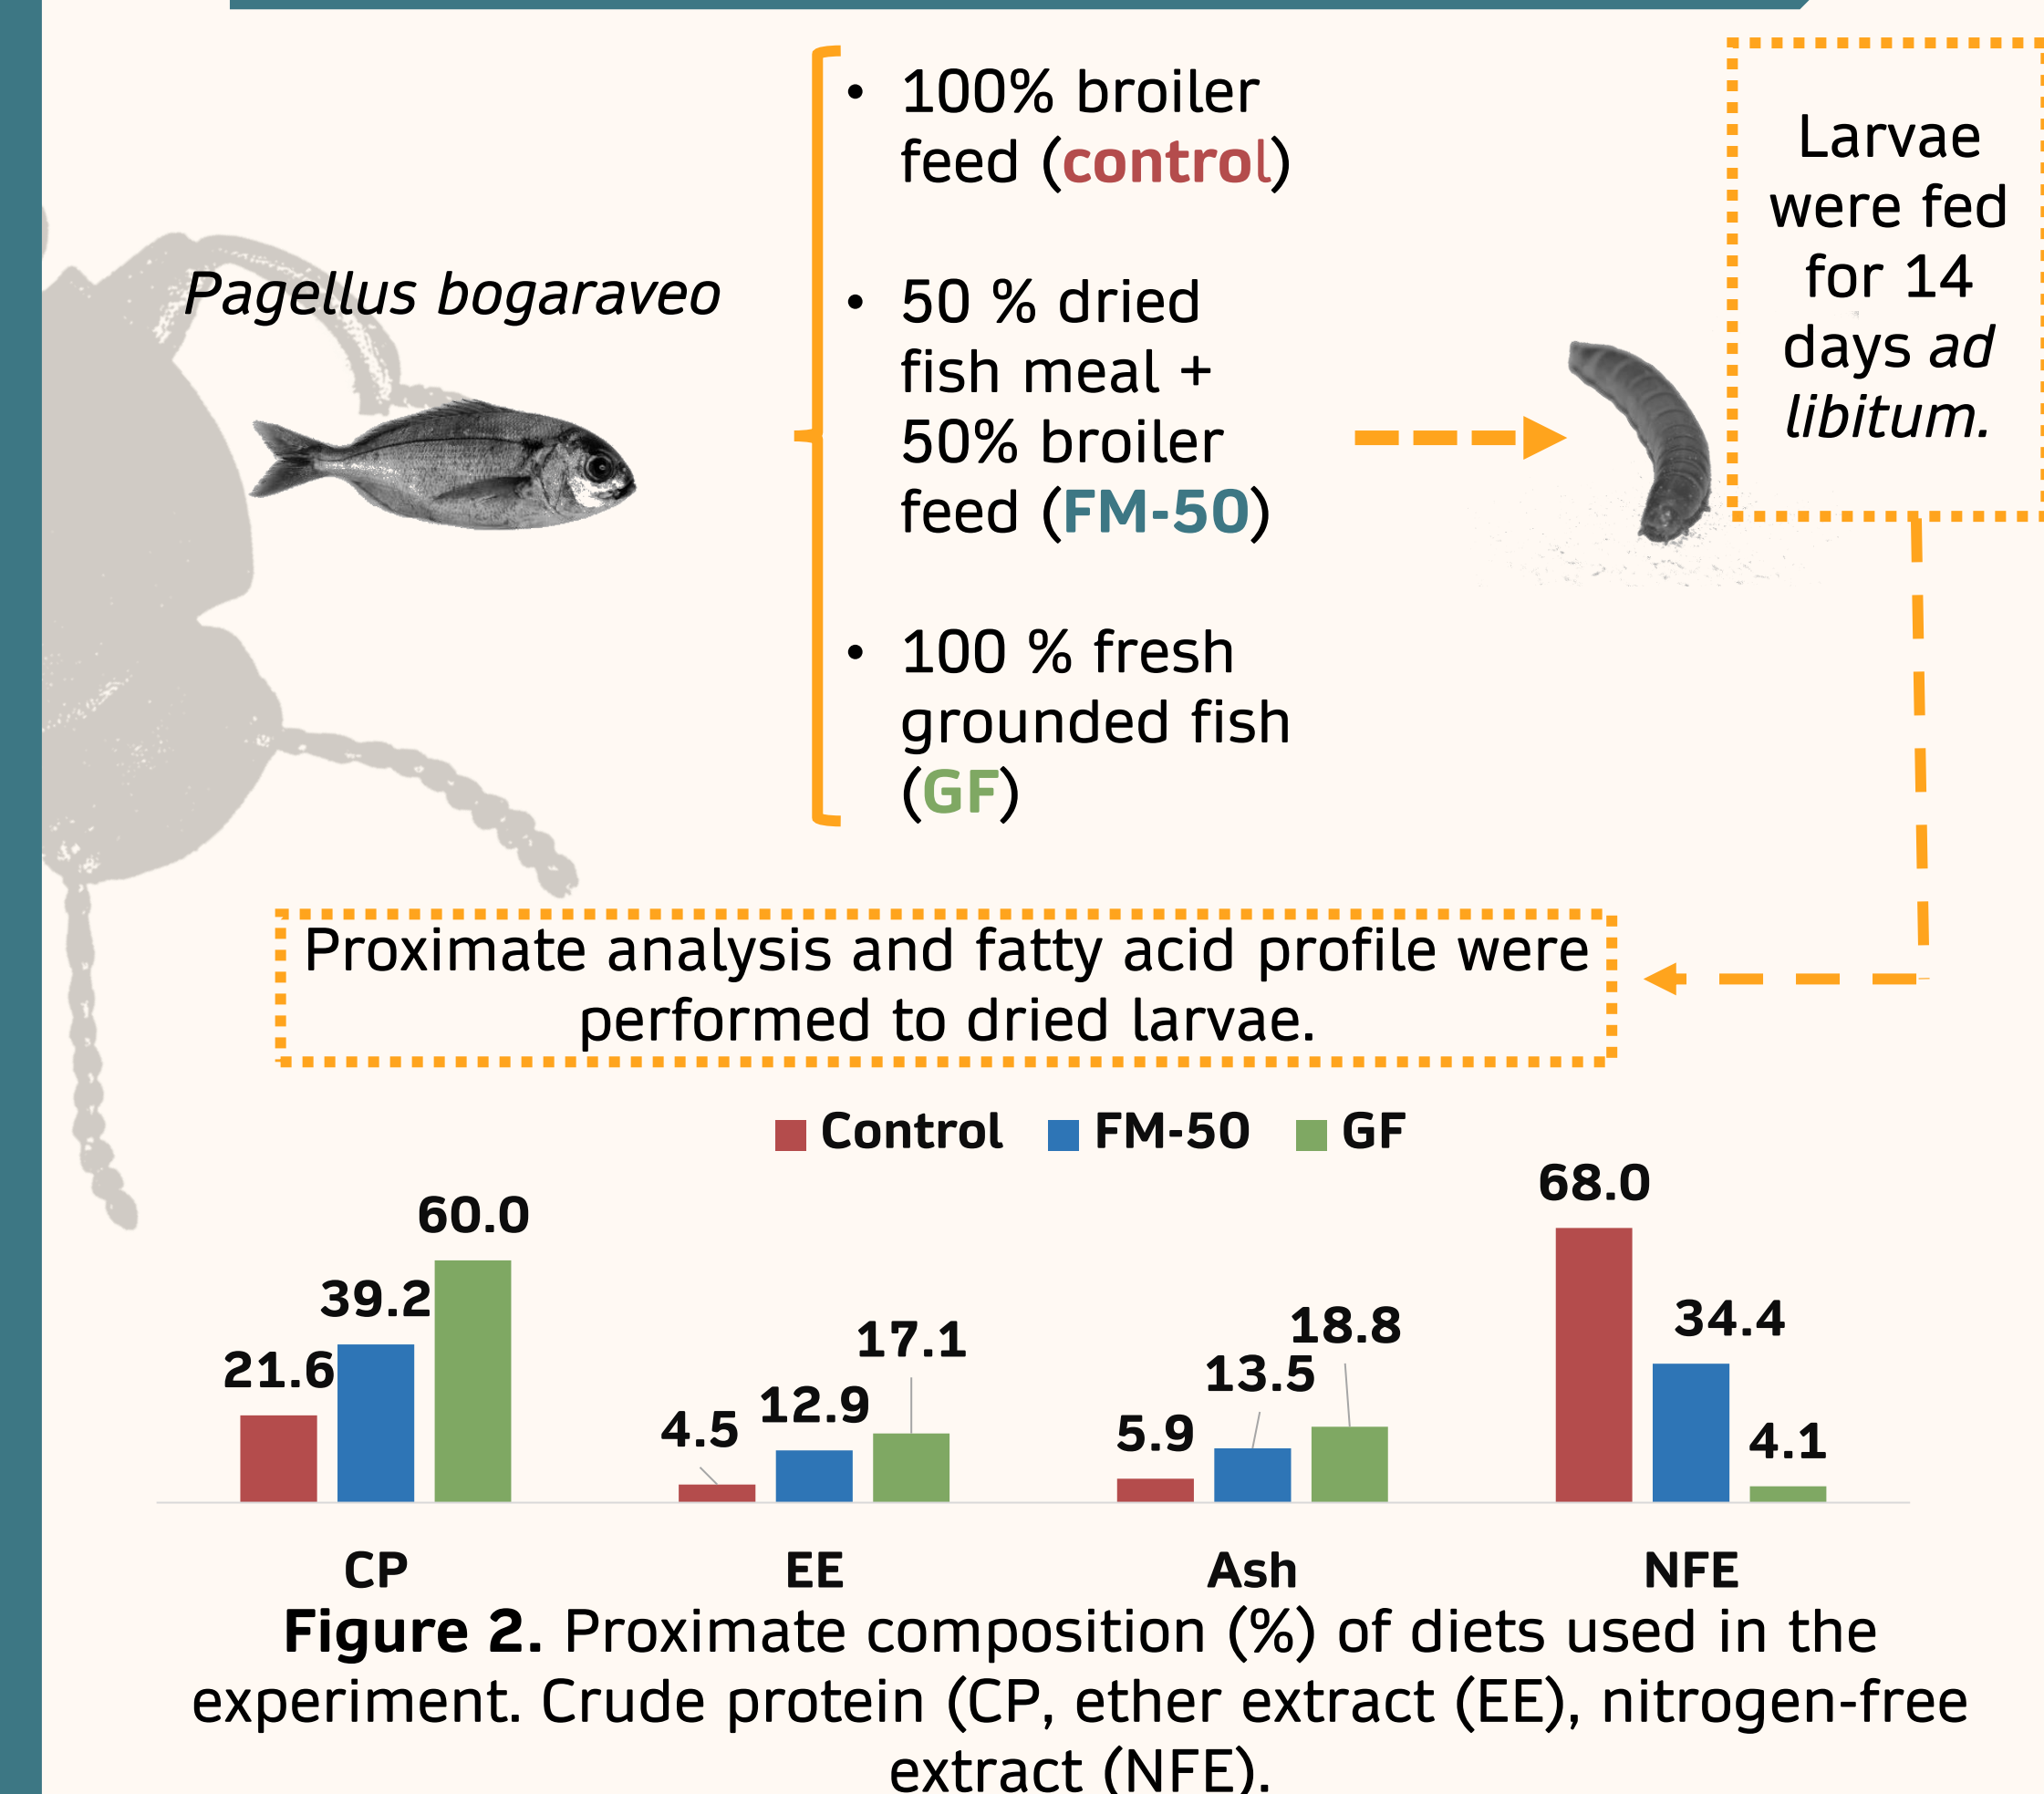 Pagellus bogaraveo
• 100% broiler
feed (control)
• 50 % dried
fish meal +
50% broiler
feed (FM-50)
• 100 % fresh
grounded fish
(GF)
Larvae
were fed
for 14
days ad
libitum.
Proximate analysis and fatty acid profile were
performed to dried larvae.
Control FM-50 GF
21.6 39.2 60.0
4.5 12.9 17.1
5.9 13.5 18.8
68.0 34.4 4.1
CP EE Ash NFE
Figure 2. Proximate composition (%) of diets used in the
experiment. Crude protein (CP, ether extract (EE), nitrogen-free
extract (NFE).